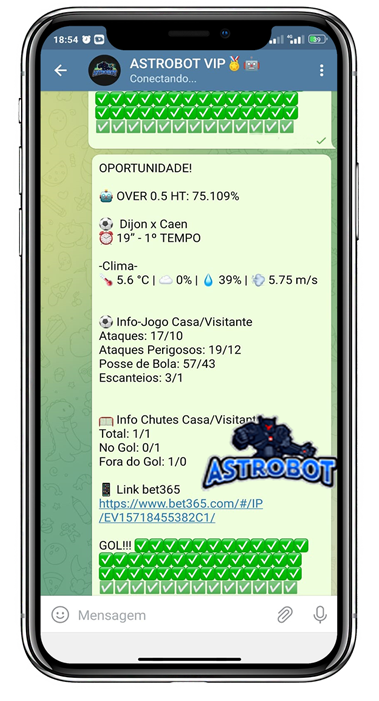 18:54
ASTROBOT VIP
Conectando...
OPORTUNIDADE!
OVER 0.5 HT: 75.109%
Dijon x Caen
19” - 1º TEMPO
-Clima-
5.6 °C | 0% | 39% | 5.75 m/s
Info-Jogo Casa/Visitante
Ataques: 17/10
Ataques Perigosos: 19/12
Posse de Bola: 57/43
Escanteios: 3/1
Info Chutes Casa/Visitant
Total: 1/1
No Gol: 0/1
Fora do Gol: 1/0
ASTROBOT
Link bet365
https://www.bet365.com/#/IP
/EV15718455382C1/
GOL!!!
Mensagem